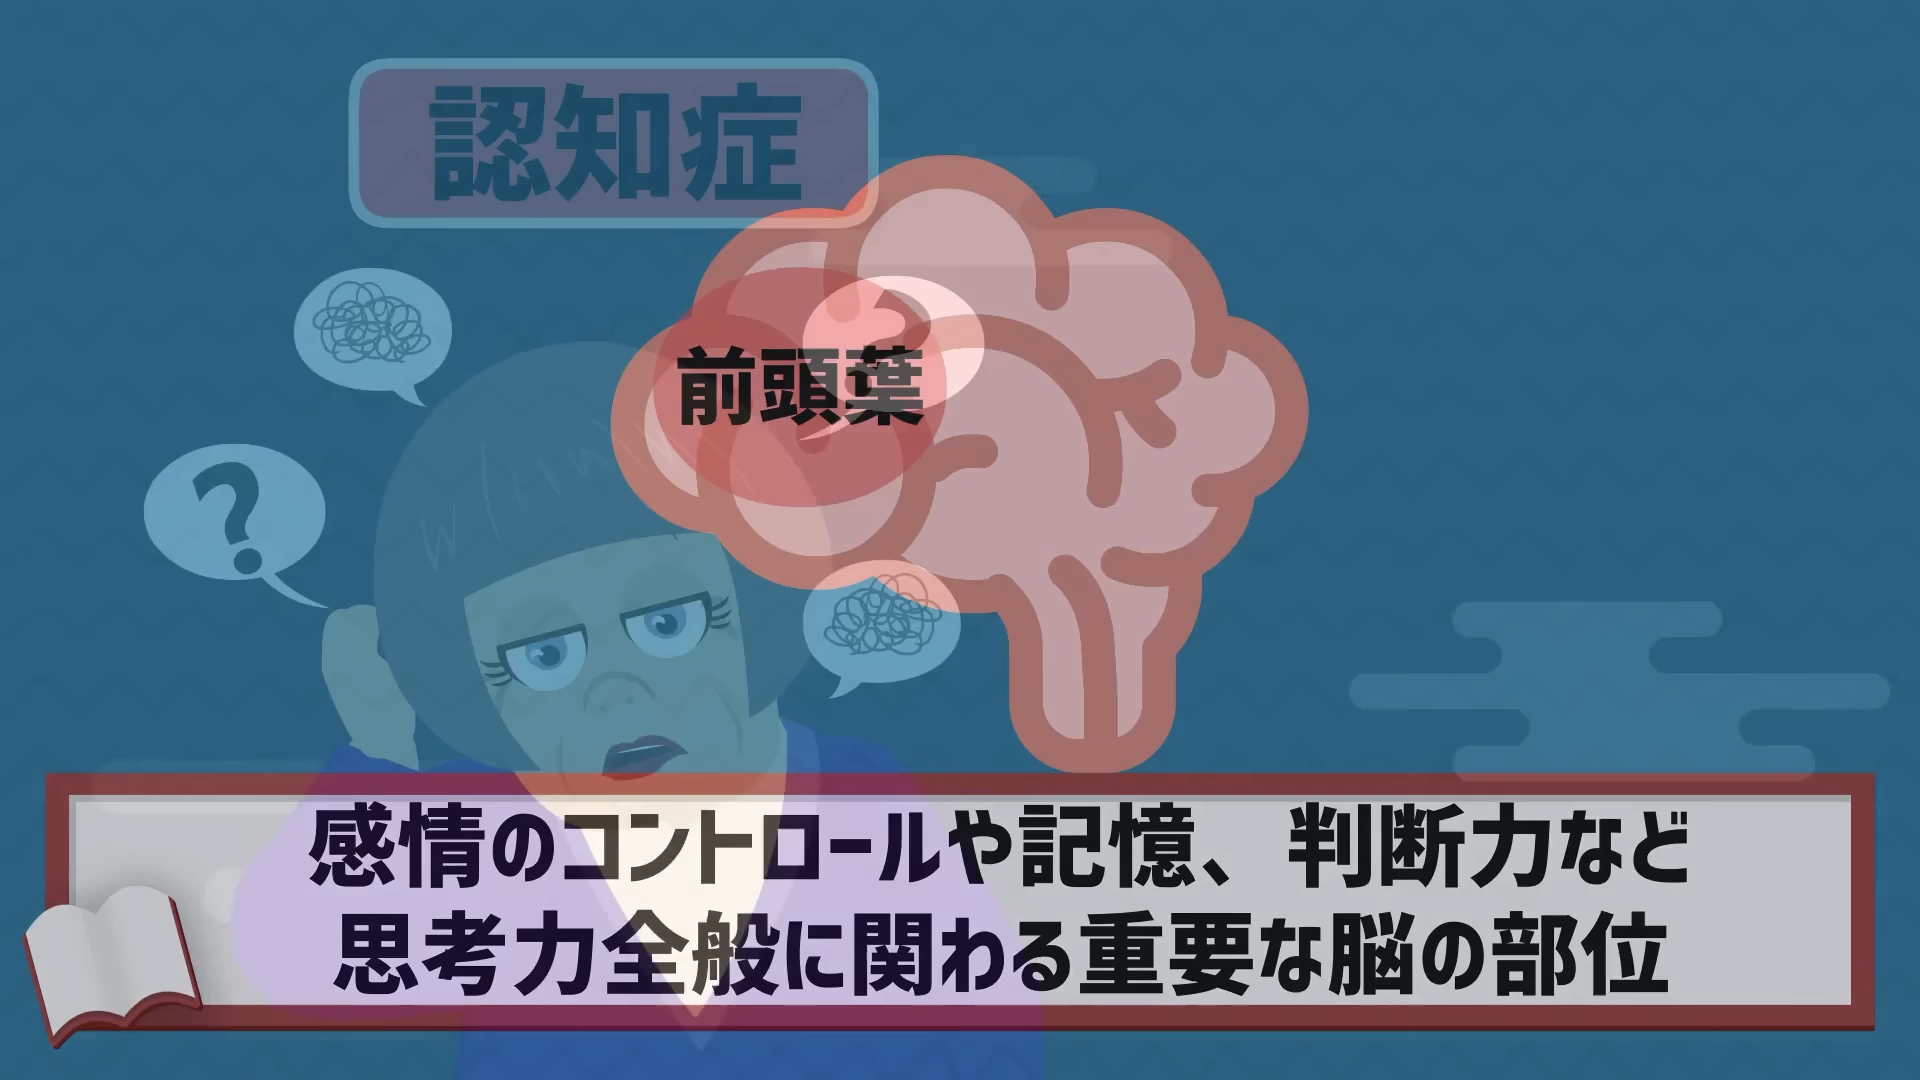 認知症
前頭葉
?
?
感情のコントロールや記憶、判断力など
思考力全般に関わる重要な脳の部位